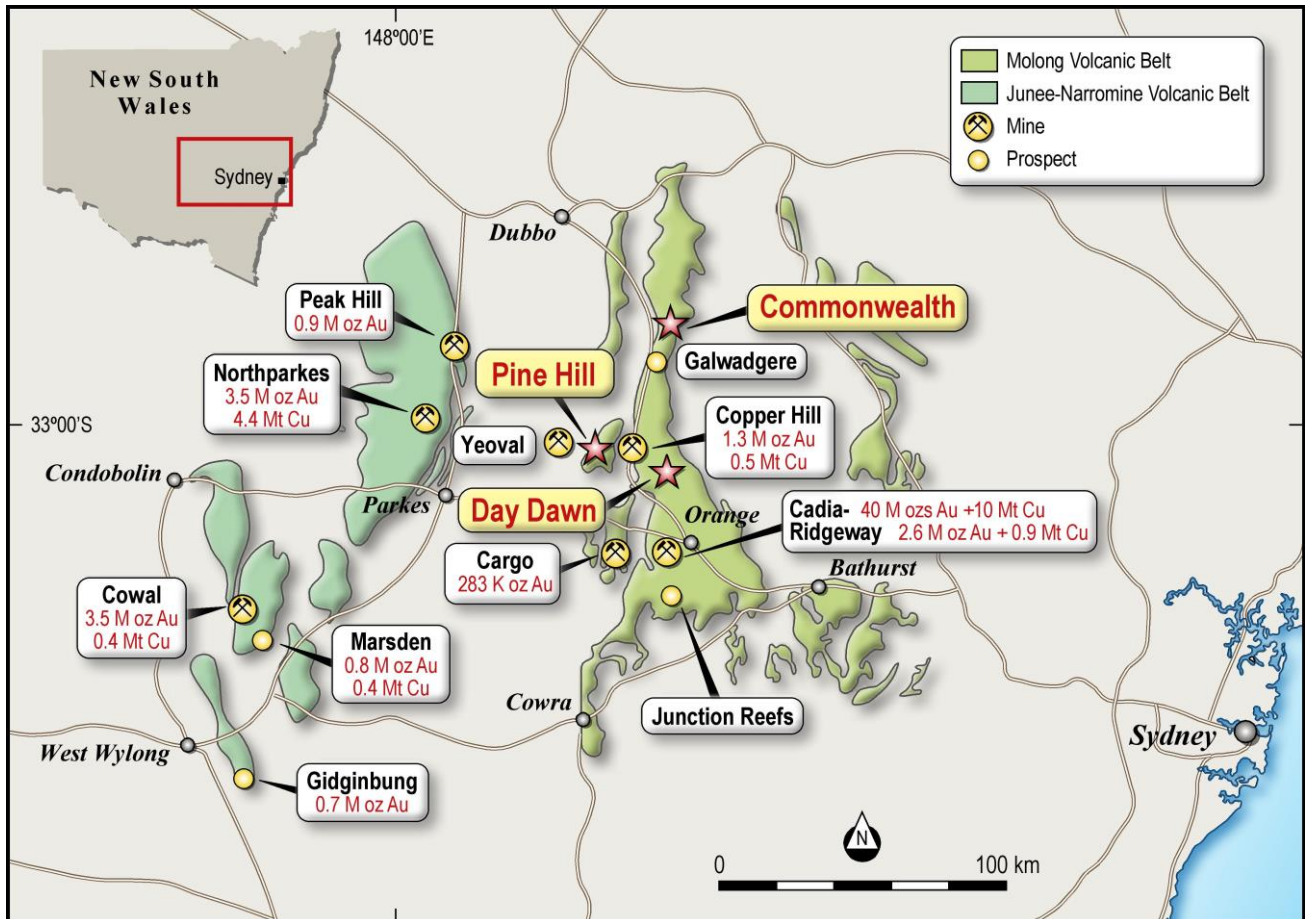 148°00'E
New South
Wales
Sydney
Molong Volcanic Belt
Junee-Narromine Volcanic Belt
Mine
Prospect
Dubbo
Peak Hill
0.9 M oz Au
Commonwealth
Galwadgere
Pine Hill
Northparkes
3.5 M oz Au
4.4 Mt Cu
33°00'S
Copper Hill
1.3 M oz Au
0.5 Mt Cu
Yeoval
Condobolin
Parkes
Day Dawn
Orange
Cadia- 40 M ozs Au +10 Mt Cu
Ridgeway 2.6 M oz Au + 0.9 Mt Cu
Cargo
283 K oz Au
Bathurst
Cowal
3.5 M oz Au
0.4 Mt Cu
Marsden
0.8 M oz Au
0.4 Mt Cu
Cowra
Junction Reefs
Sydney
West Wylong
Gidginbung
0.7 M oz Au
N
0 100 km